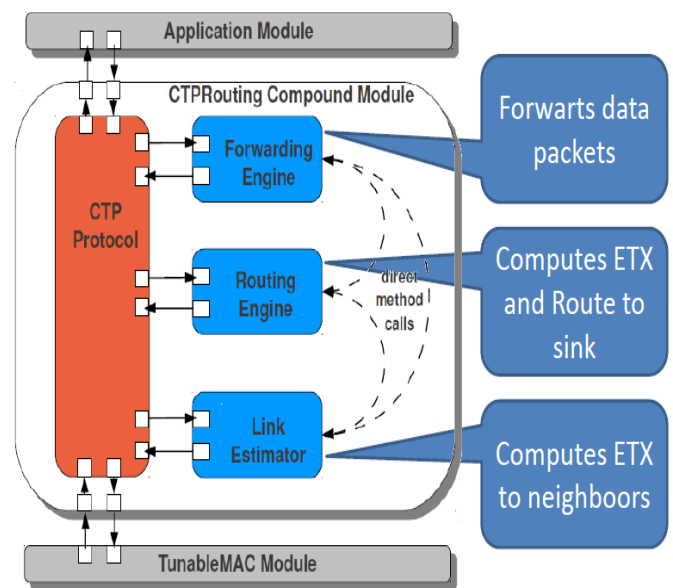 Application Module
CTPRouting Compound Module
Forwarding
Engine
Forwarts data
packets
CTP
Protocol
Routing
Engine
direct
method
calls
Computes ETX
and Route to
sink
Link
Estimator
Computes ETX
to neighboors
TunableMAC Module